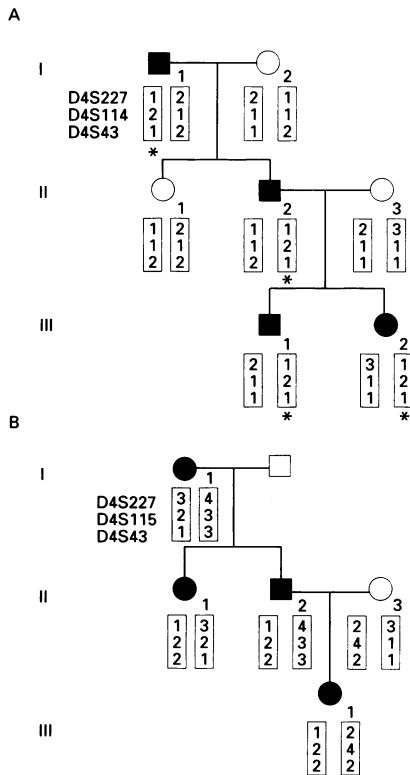 A
I
1 2
D4S227 1 2 2 1
D4S114 2 1 1 1
D4S43 1 2 1 2
*
II
1 2 3
1 2 1 1 2 3
1 1 1 2 1 1
2 2 2 1 1 1
*
III
1 2
2 1 3 1
1 2 1 2
1 1 1 1
* *
B
I
1
D4S227 3 4
D4S115 2 3
D4S43 1 3
II
1 2 3
1 3 1 4 2 3
2 2 2 3 4 1
2 1 2 3 2 1
III
1
1 2
2 4
2 2